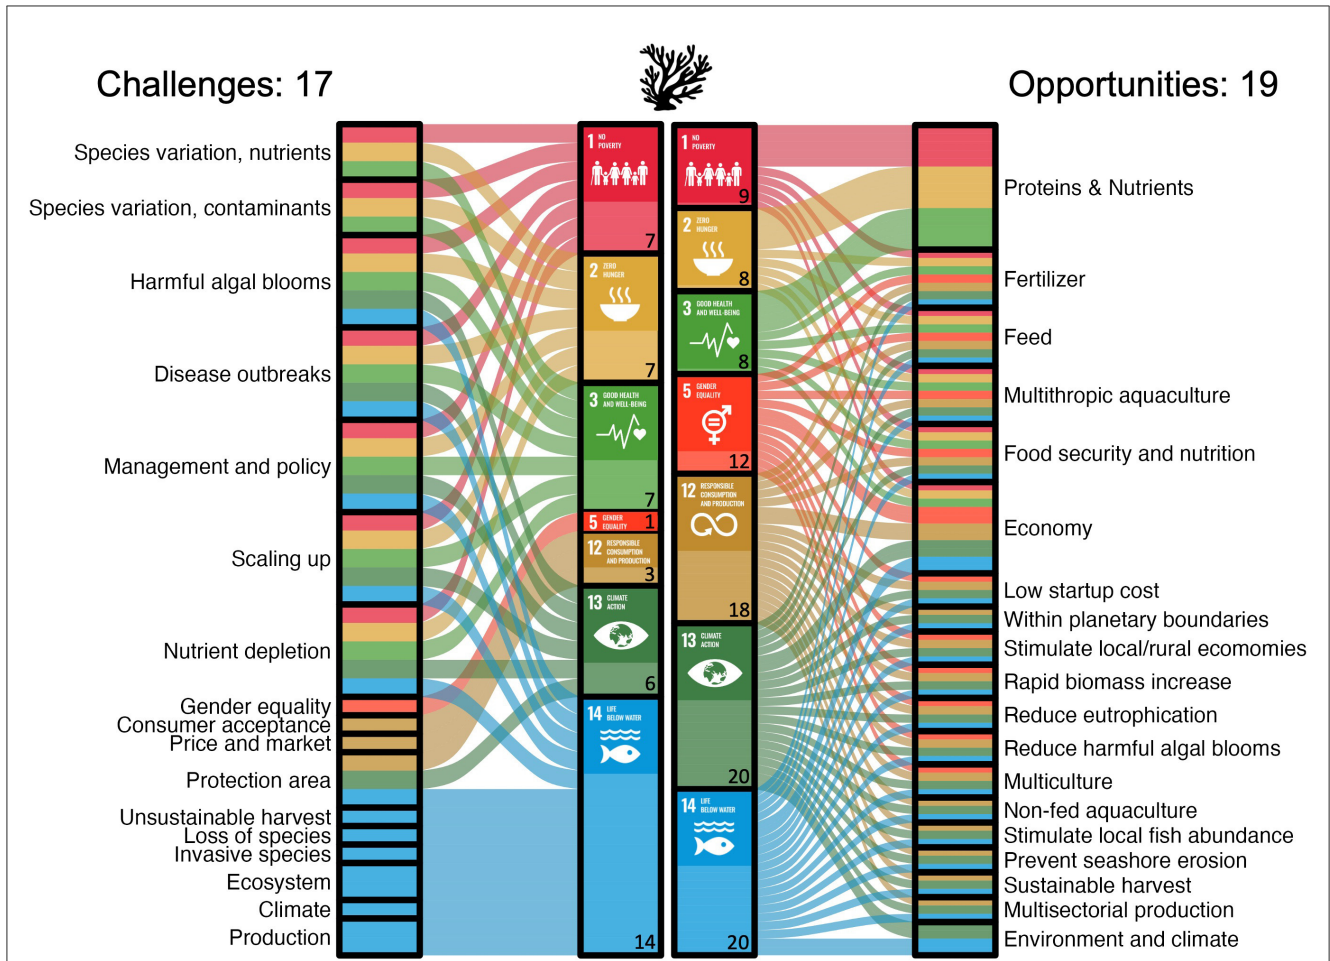 Challenges: 17
Opportunities: 19
Species variation, nutrients
Species variation, contaminants
Harmful algal blooms
Disease outbreaks
Management and policy
Scaling up
Nutrient depletion
Gender equality
Consumer acceptance
Price and market
Protection area
Unsustainable harvest
Loss of species
Invasive species
Ecosystem
Climate
Production
1 NO
POVERTY
7
2 ZERO
HUNGER
7
3 GOOD HEALTH
AND WELL-BEING
7
5 GENDER
EQUALITY
1
12 RESPONSIBLE
CONSUMPTION
AND PRODUCTION
3
13 CLIMATE
ACTION
6
14 LIFE
BELOW WATER
14
1 NO
POVERTY
9
2 ZERO
HUNGER
8
3 GOOD HEALTH
AND WELL-BEING
8
5 GENDER
EQUALITY
12
12 RESPONSIBLE
CONSUMPTION
AND PRODUCTION
18
13 CLIMATE
ACTION
20
14 LIFE
BELOW WATER
20
Proteins & Nutrients
Fertilizer
Feed
Multithropic aquaculture
Food security and nutrition
Economy
Low startup cost
Within planetary boundaries
Stimulate local/rural ecomomies
Rapid biomass increase
Reduce eutrophication
Reduce harmful algal blooms
Multiculture
Non-fed aquaculture
Stimulate local fish abundance
Prevent seashore erosion
Sustainable harvest
Multisectorial production
Environment and climate